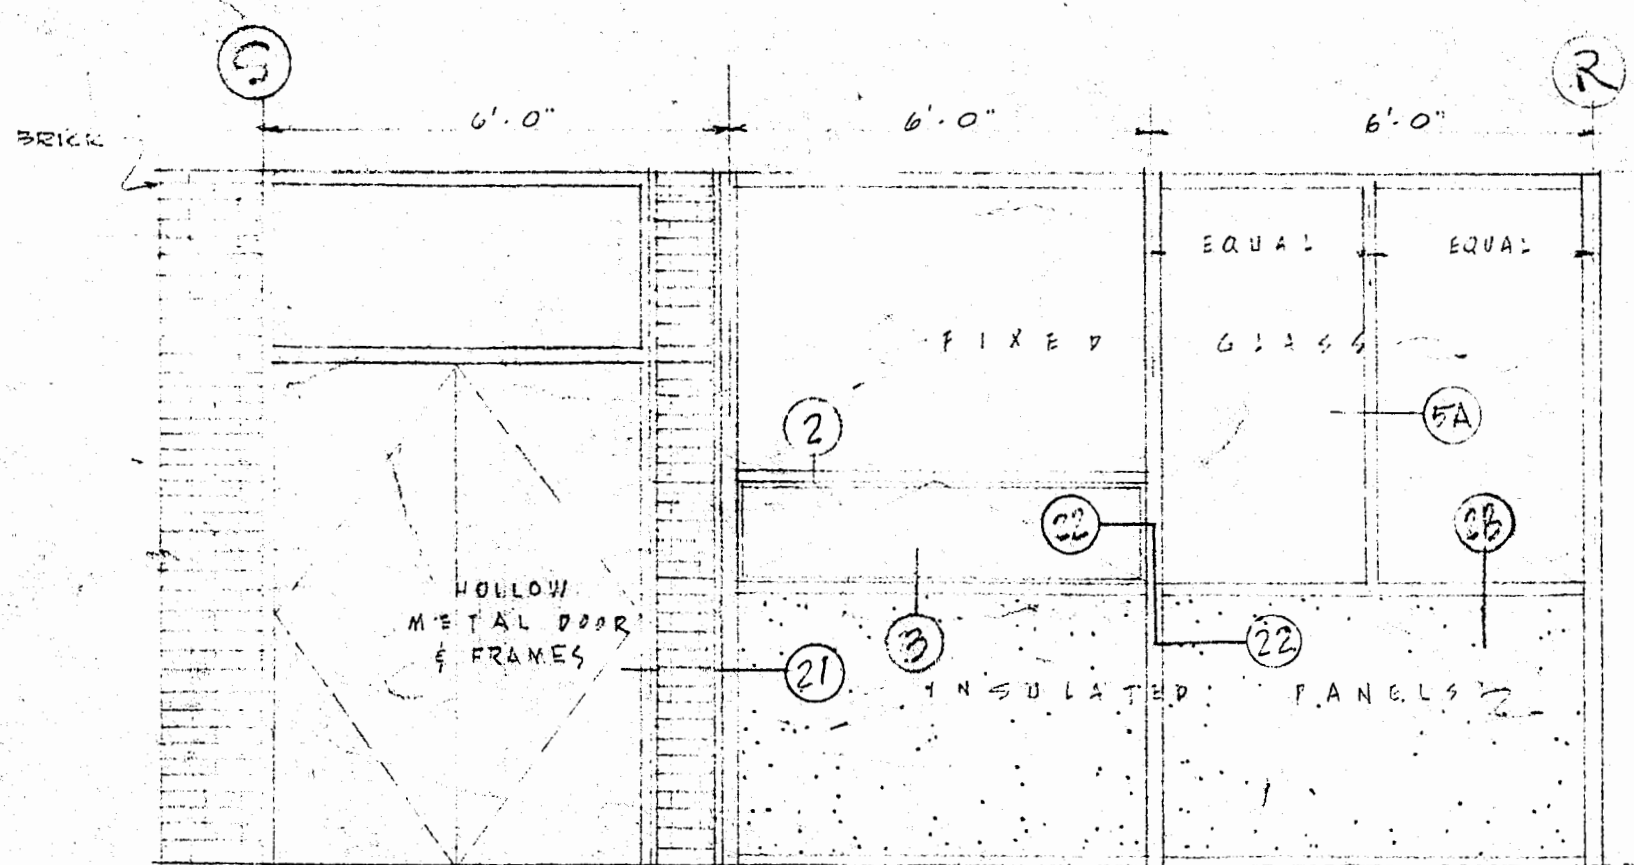 S
R
6'-0"
6'-0"
6'-0"
BRICK
EQUAL
EQUAL
FIXED GLASS
2
5A
22
HOLLOW
METAL DOOR
& FRAMES
3
22
21
INSULATED PANELS